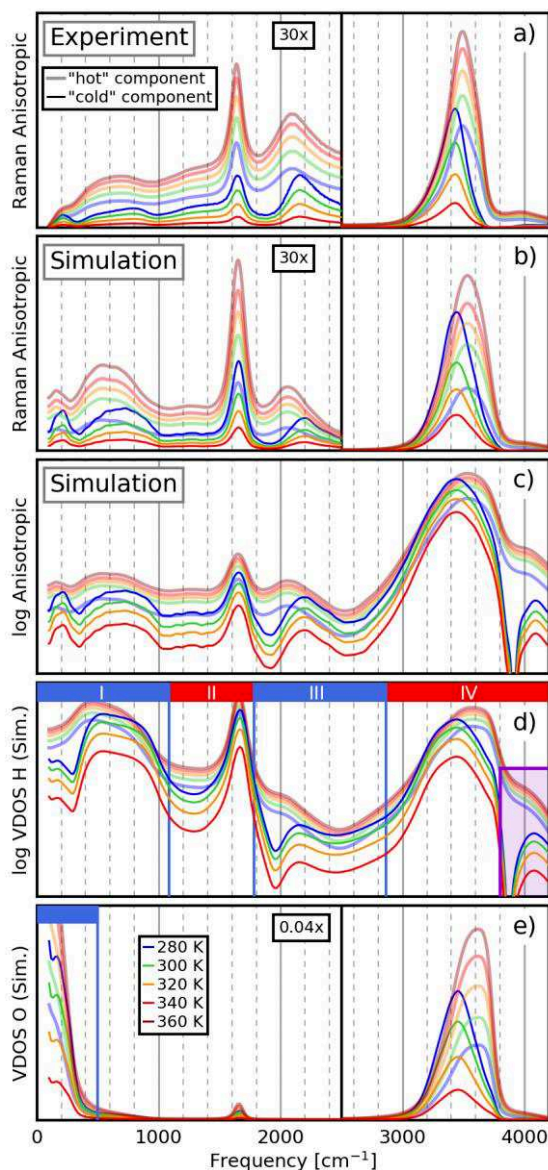 Experiment
30x
a)
"hot" component
"cold" component
Raman Anisotropic
Simulation
30x
b)
Raman Anisotropic
Simulation
c)
log Anisotropic
I II III IV
d)
log VDOS H (Sim.)
0.04x
e)
280 K
300 K
320 K
340 K
360 K
VDOS O (Sim.)
0 1000 2000 3000 4000
Frequency [cm⁻¹]